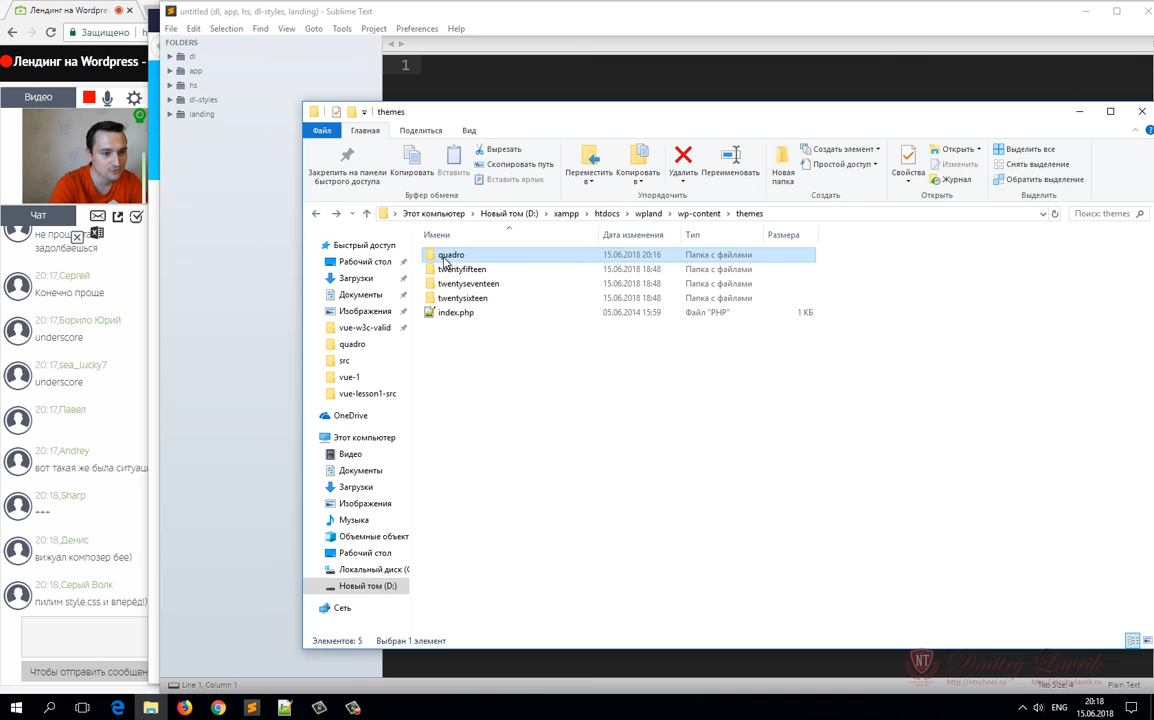 Лендинг на Wordpres
Защищено
Лендинг на Wordpress -
Видео
Чат
задолбаешься
20:17,Сергей
Конечно проще
20:17,Борило Юрий
underscore
20:17,sea_Lucky7
underscore
20:17,Павел
20:17,Andrey
вот такая же была ситуац
20:18,Sharp
+++
20:18,Денис
вижуал композер бее)
20:18,Серый Волк
пилим style.css и вперёд!)
Чтобы отправить сообщен
untitled (dl, app, hs, dl-styles, landing) - Sublime Text
File Edit Selection Find View Goto Tools Project Preferences Help
FOLDERS
dl
app
hs
dl-styles
landing
1
themes
Файл Главная Поделиться Вид
Закрепить на панели быстрого доступа
Копировать
Вставить
Вырезать
Скопировать путь
Вставить ярлык
Буфер обмена
Переместить в
Копировать в
Удалить
Переименовать
Упорядочить
Новая папка
Создать элемент
Простой доступ
Создать
Свойства
Открыть
Изменить
Журнал
Открыть
Выделить все
Снять выделение
Обратить выделение
Выделить
Этот компьютер > Новый том (D:) > xampp > htdocs > wpland > wp-content > themes
Поиск: themes
Имени Дата изменения Тип Размера
quadro 15.06.2018 20:16 Папка с файлами
twentyfifteen 15.06.2018 18:48 Папка с файлами
twentyseventeen 15.06.2018 18:48 Папка с файлами
twentysixteen 15.06.2018 18:48 Папка с файлами
index.php 05.06.2014 15:59 Файл "PHP" 1 КБ
Быстрый доступ
Рабочий стол
Загрузки
Документы
Изображения
vue-w3c-valid
quadro
src
vue-1
vue-lesson1-src
OneDrive
Этот компьютер
Видео
Документы
Загрузки
Изображения
Музыка
Объемные объект
Рабочий стол
Локальный диск (C
Новый том (D:)
Сеть
Элементов: 5 Выбран 1 элемент
NT
Dmitry Lavrik
Line 1, Column 1
Tab Size: 4
Plain Text
ENG
20:18
15.06.2018